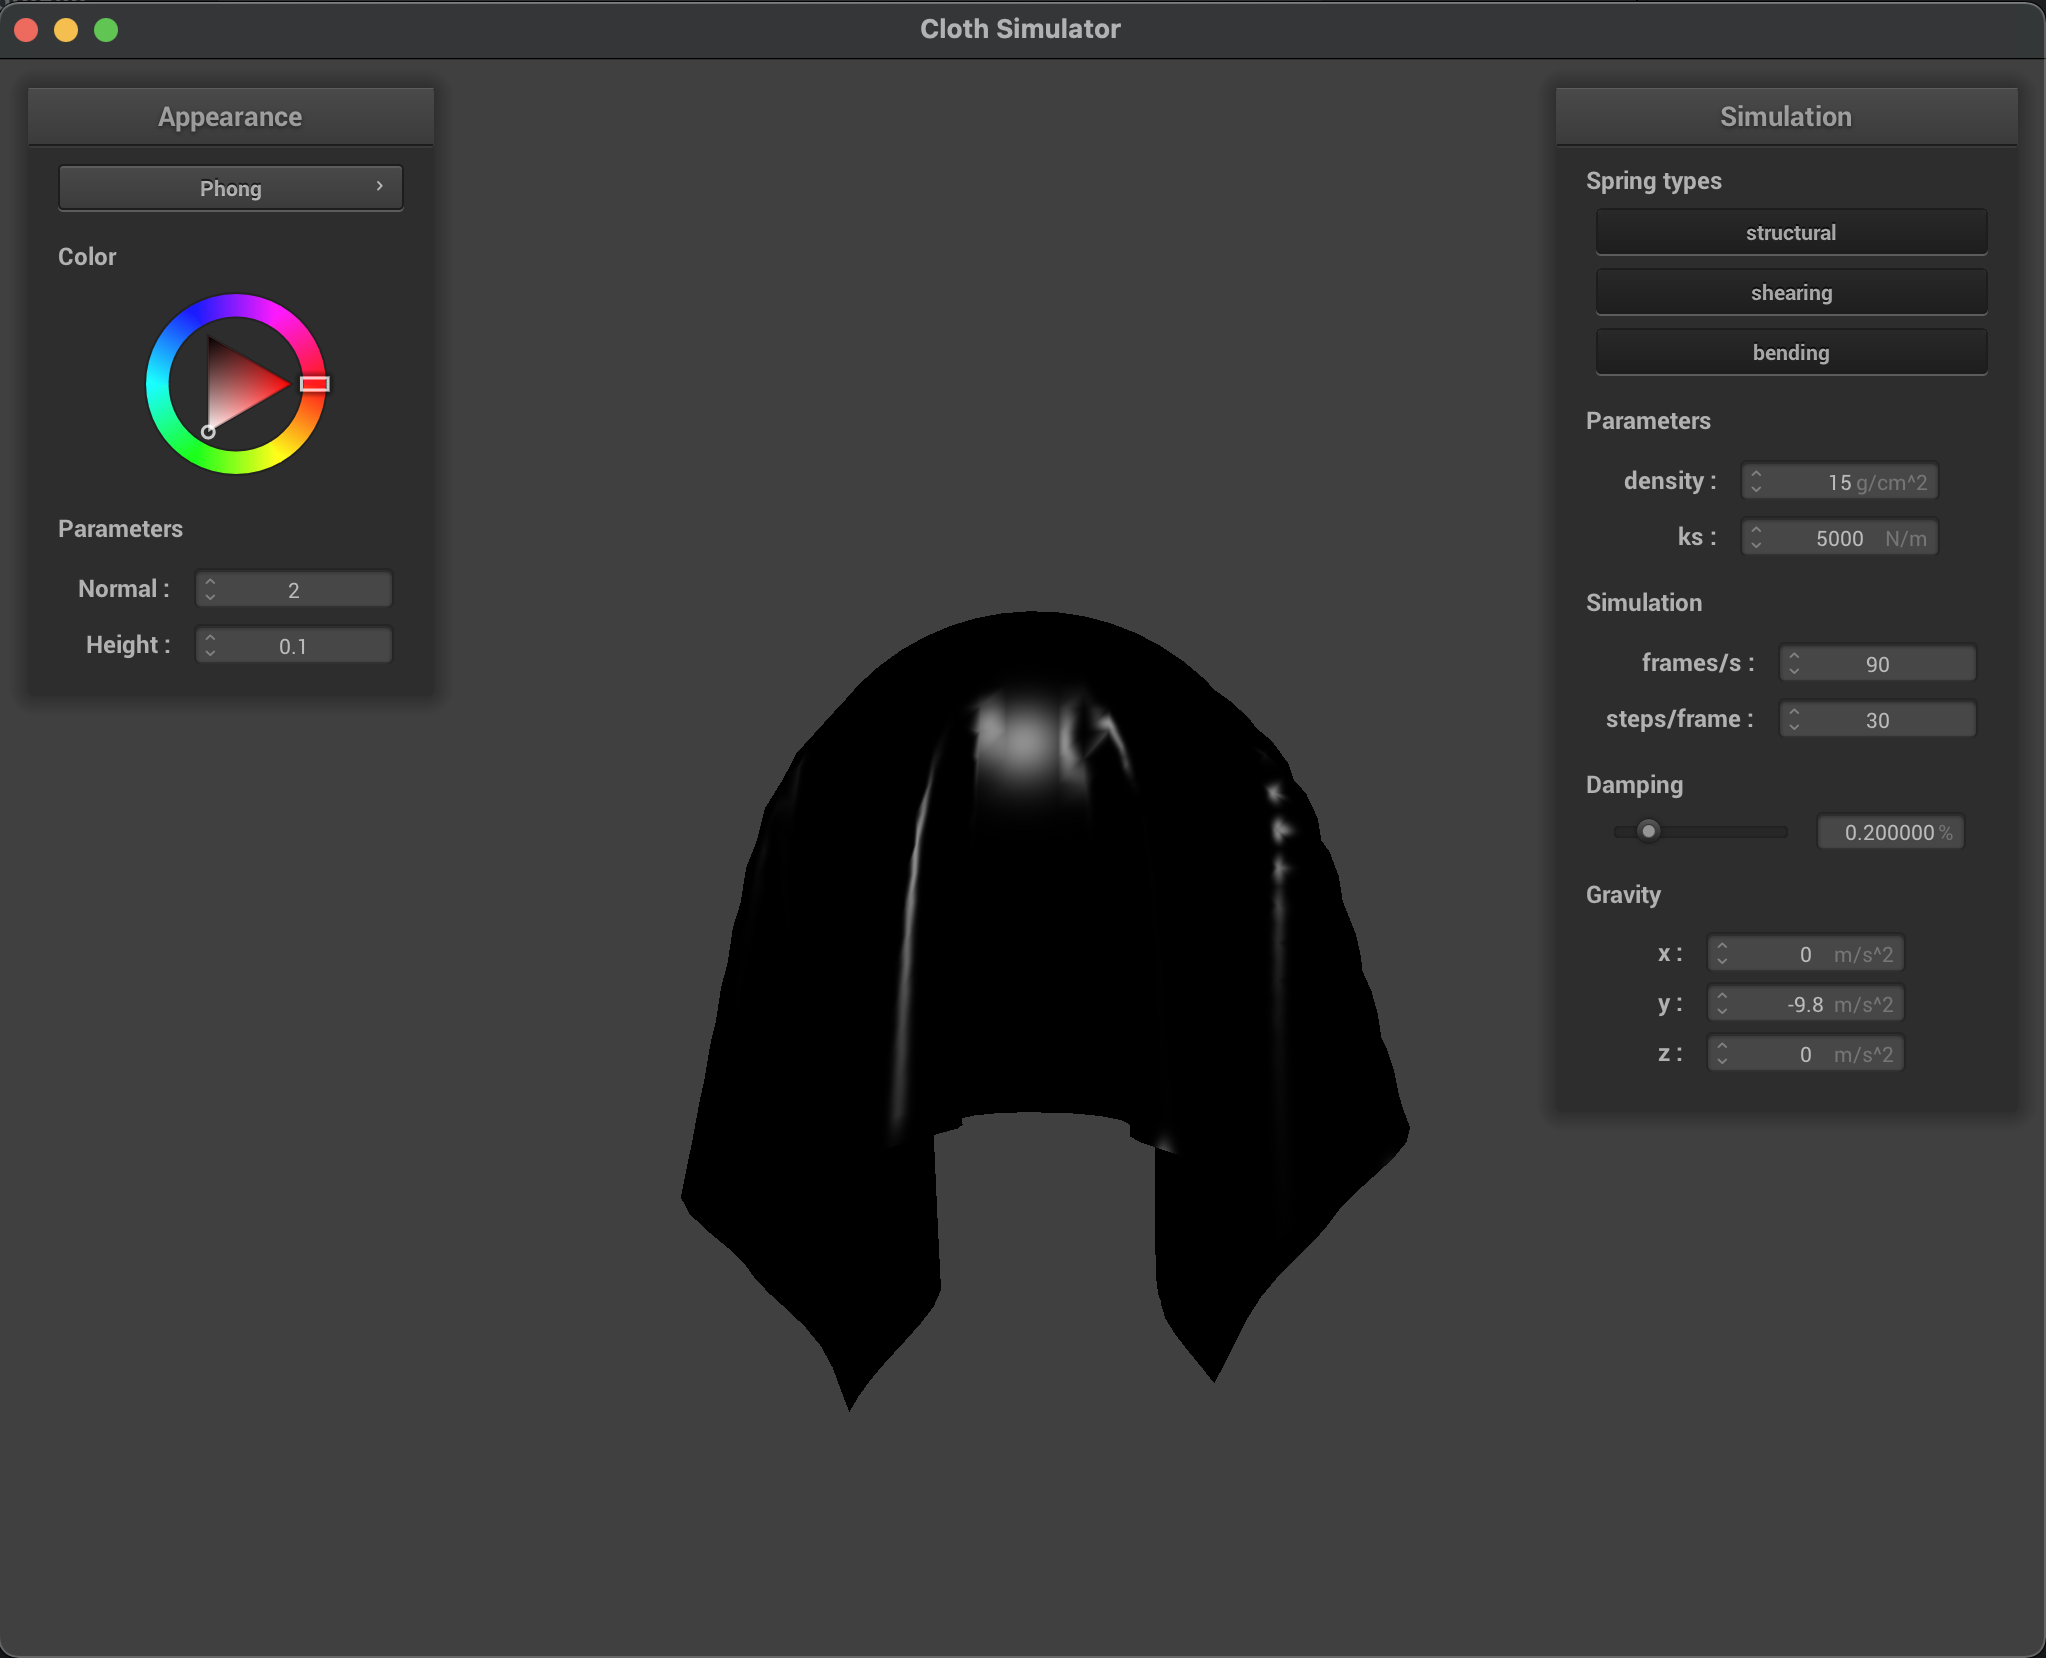 Cloth Simulator
Appearance
Phong
Color
Parameters
Normal : 2
Height : 0.1
Simulation
Spring types
structural
shearing
bending
Parameters
density : 15 g/cm^2
ks : 5000 N/m
Simulation
frames/s : 90
steps/frame : 30
Damping
0.200000 %
Gravity
x : 0 m/s^2
y : -9.8 m/s^2
z : 0 m/s^2